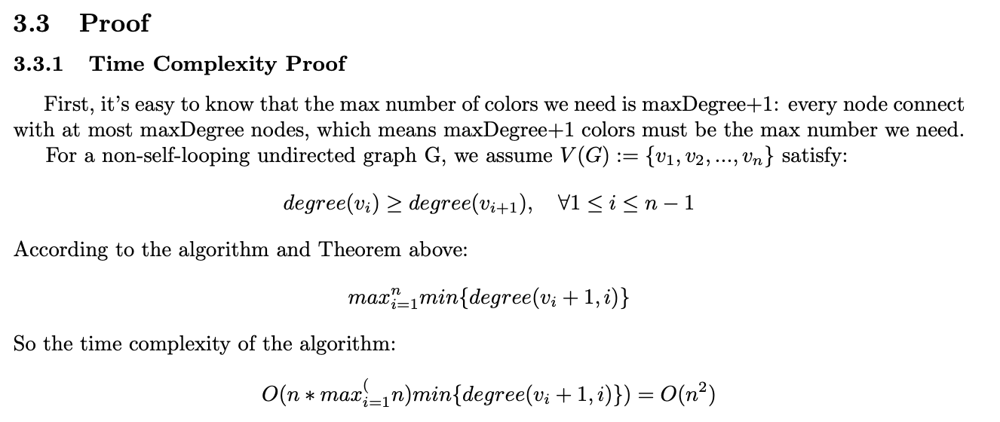 3.3 Proof
3.3.1 Time Complexity Proof
First, it's easy to know that the max number of colors we need is maxDegree+1: every node connect
with at most maxDegree nodes, which means maxDegree+1 colors must be the max number we need.
For a non-self-looping undirected graph G, we assume $V(G) := \{v_1, v_2, ..., v_n\}$ satisfy:
$degree(v_i) \geq degree(v_{i+1}), \quad \forall 1 \leq i \leq n-1$
According to the algorithm and Theorem above:
$max_{i=1}^{n} min\{degree(v_i + 1, i)\}$
So the time complexity of the algorithm:
$O(n * max_{i=1}^{(} n) min\{degree(v_i + 1, i)\}) = O(n^2)$